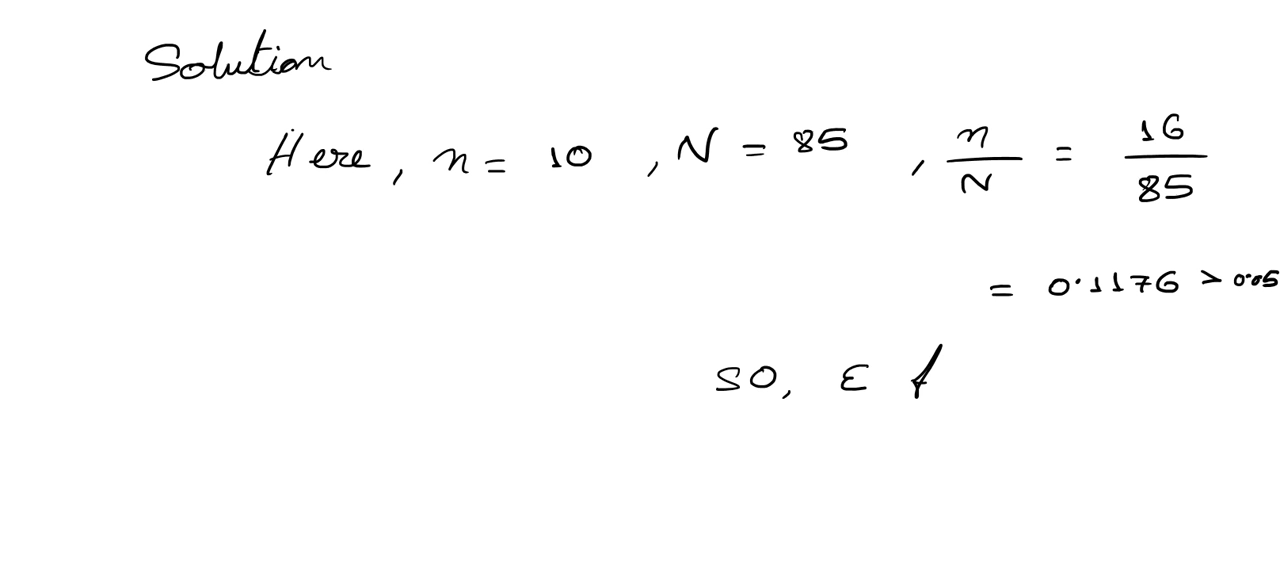 Solution
Here, n = 10, N = 85, n/N = 16/85
= 0.1176 > 0.05
so, ε f